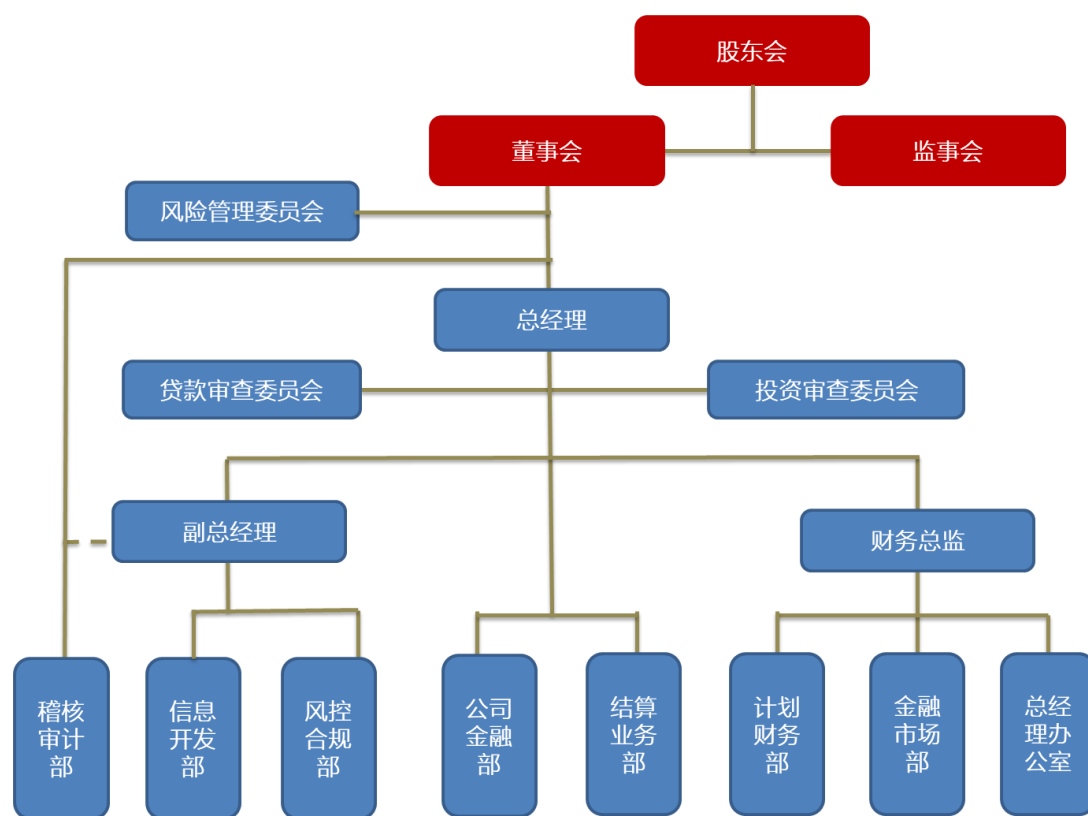 股东会
董事会
监事会
风险管理委员会
总经理
贷款审查委员会
投资审查委员会
副总经理
财务总监
稽核
审计
部
信息
开发
部
风控
合规
部
公司
金融
部
结算
业务
部
计划
财务
部
金融
市场
部
总经
理办
公室